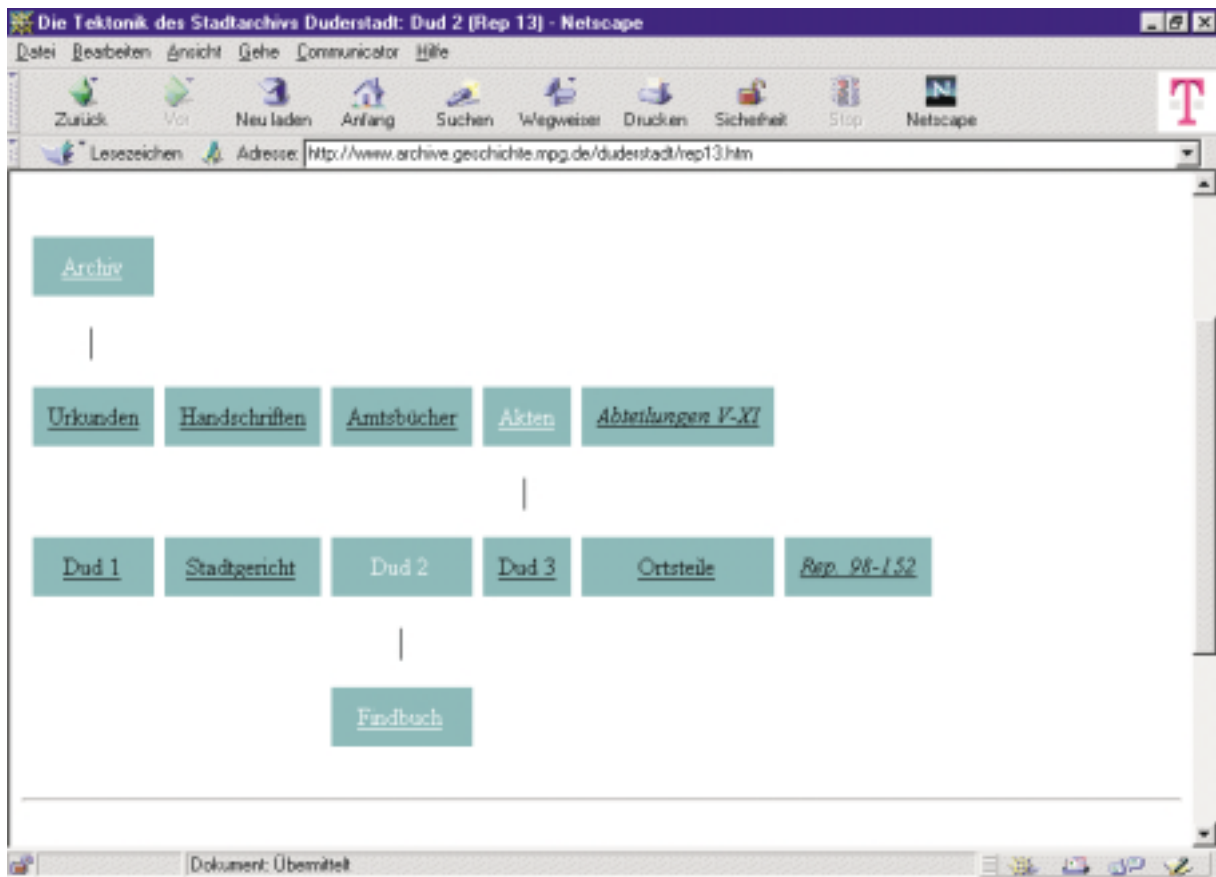 Die Tektonik des Stadtarchivs Duderstadt: Dud 2 (Rep 13) - Netscape
Datei Bearbeiten Ansicht Gehe Communicator Hilfe
Zurück Vor Neu laden Anfang Suchen Wegweiser Drucken Sicherheit Stop Netscape
T
Lesezeichen Adresse: http://www.archive.geschichte.mpg.de/duderstadt/rep13.htm
Archiv
Urkunden Handschriften Amtsbücher Akten Abteilungen V-XI
Dud 1 Stadtgericht Dud 2 Dud 3 Ortsteile Rep. 98-152
Findbuch
Dokument: Übermittelt